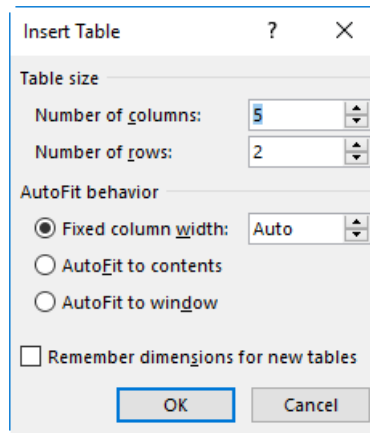 Insert Table ?
Table size
Number of columns: 5
Number of rows: 2
AutoFit behavior
Fixed column width: Auto
AutoFit to contents
AutoFit to window
Remember dimensions for new tables
OK Cancel